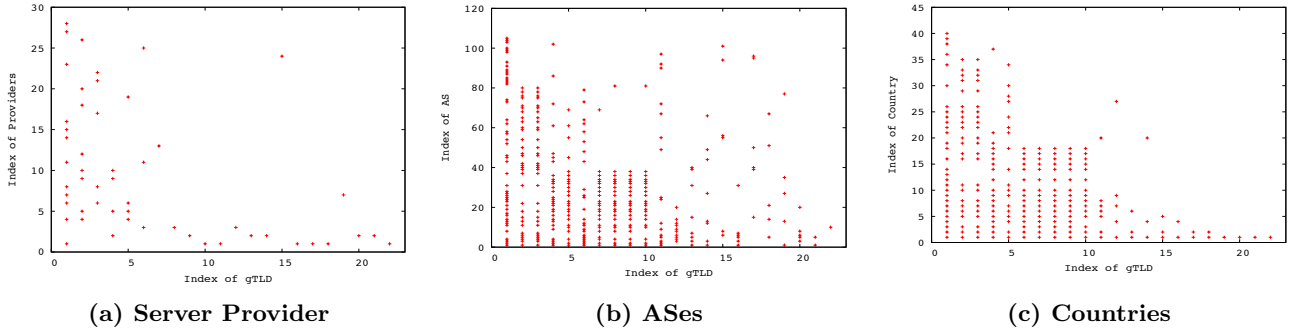 30
25
20
15
10
5
0
0 5 10 15 20
Index of Providers
Index of gTLD
(a) Server Provider
120
100
80
60
40
20
0
0 5 10 15 20
Index of AS
Index of gTLD
(b) ASes
45
40
35
30
25
20
15
10
5
0
0 5 10 15 20
Index of Country
Index of gTLD
(c) Countries